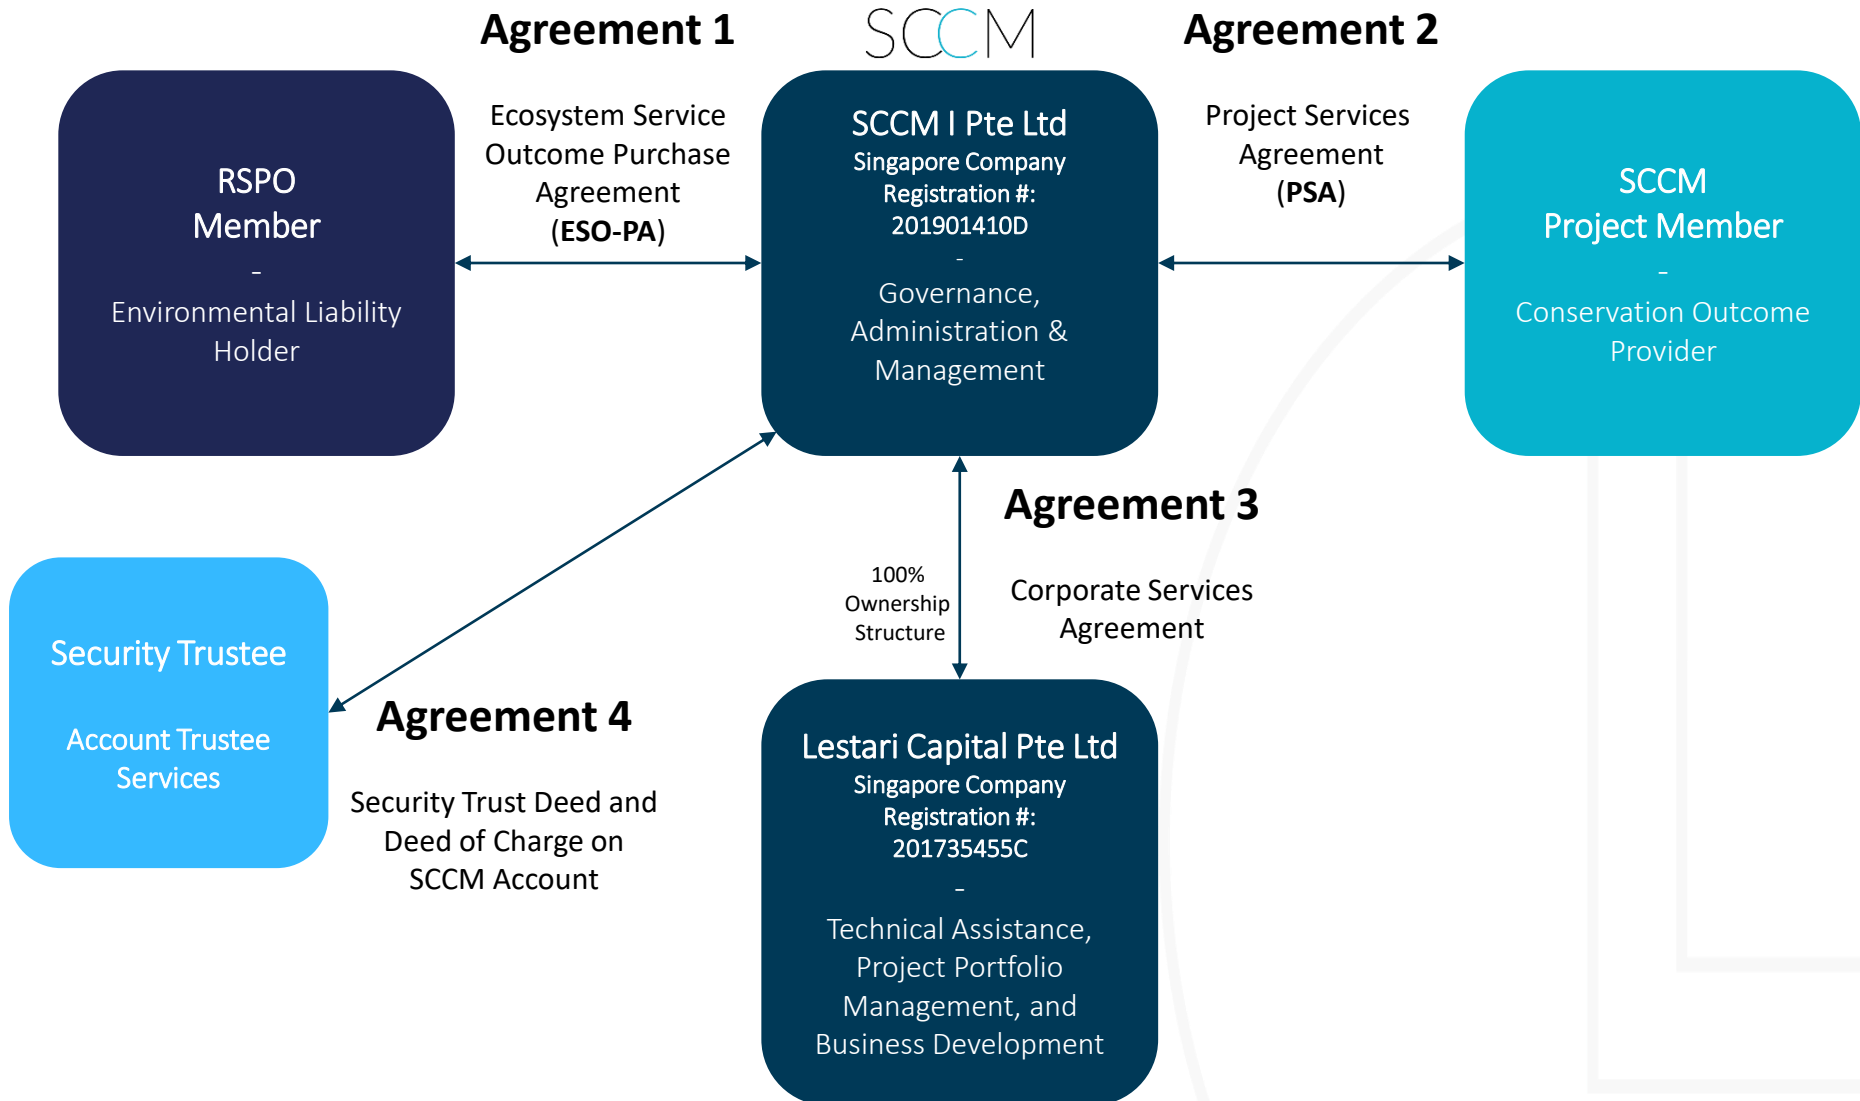 Agreement 1
SCCM
Agreement 2
RSPO
Member
-
Environmental Liability
Holder
Ecosystem Service
Outcome Purchase
Agreement
(ESO-PA)
SCCM I Pte Ltd
Singapore Company
Registration #:
201901410D
-
Governance,
Administration &
Management
Project Services
Agreement
(PSA)
SCCM
Project Member
-
Conservation Outcome
Provider
Agreement 3
100%
Ownership
Structure
Corporate Services
Agreement
Security Trustee
Account Trustee
Services
Agreement 4
Security Trust Deed and
Deed of Charge on
SCCM Account
Lestari Capital Pte Ltd
Singapore Company
Registration #:
201735455C
-
Technical Assistance,
Project Portfolio
Management, and
Business Development